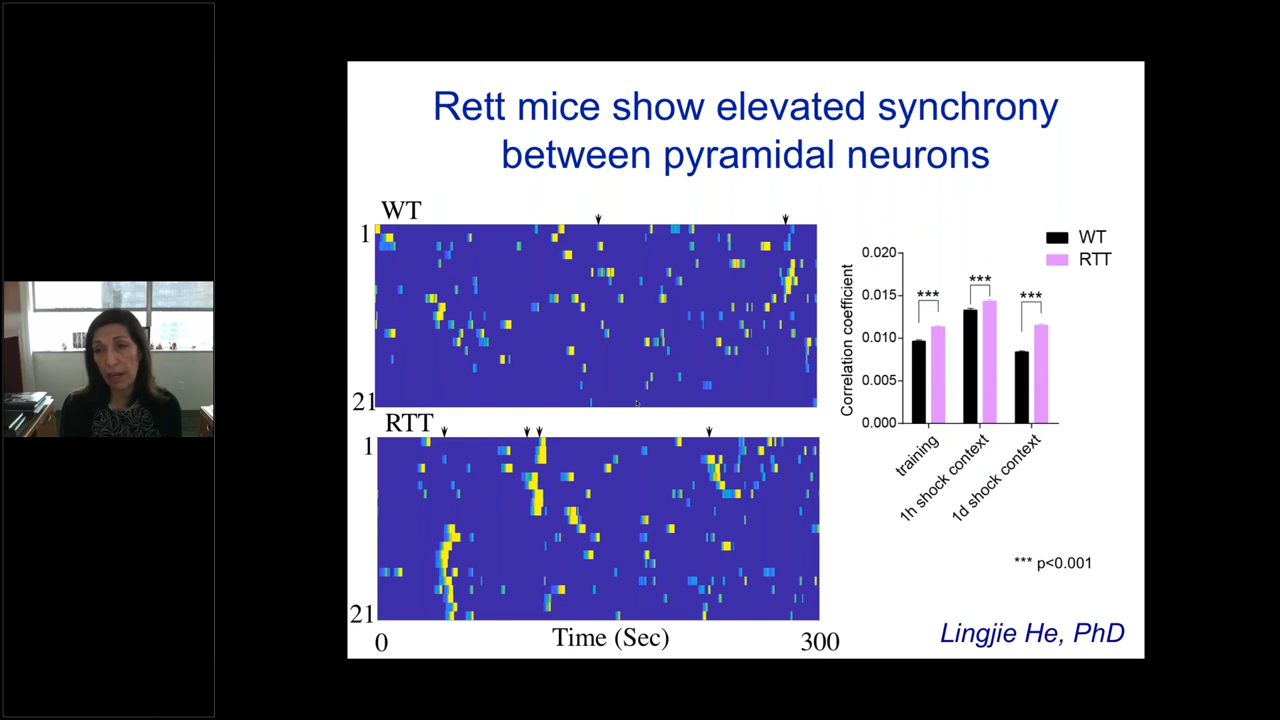 Rett mice show elevated synchrony
between pyramidal neurons
WT
1
21
RTT
1
21
0
Time (Sec)
300
WT
RTT
Correlation coefficient
0.020
0.015
0.010
0.005
0.000
***
***
***
training
1h shock context
1d shock context
*** p<0.001
Lingjie He, PhD